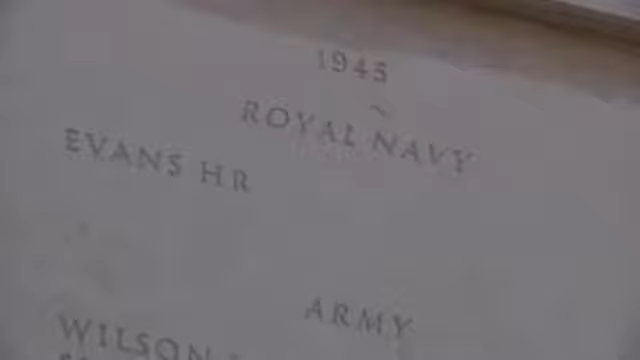 1945
ROYAL NAVY
EVANS HR
ARMY
WILSON